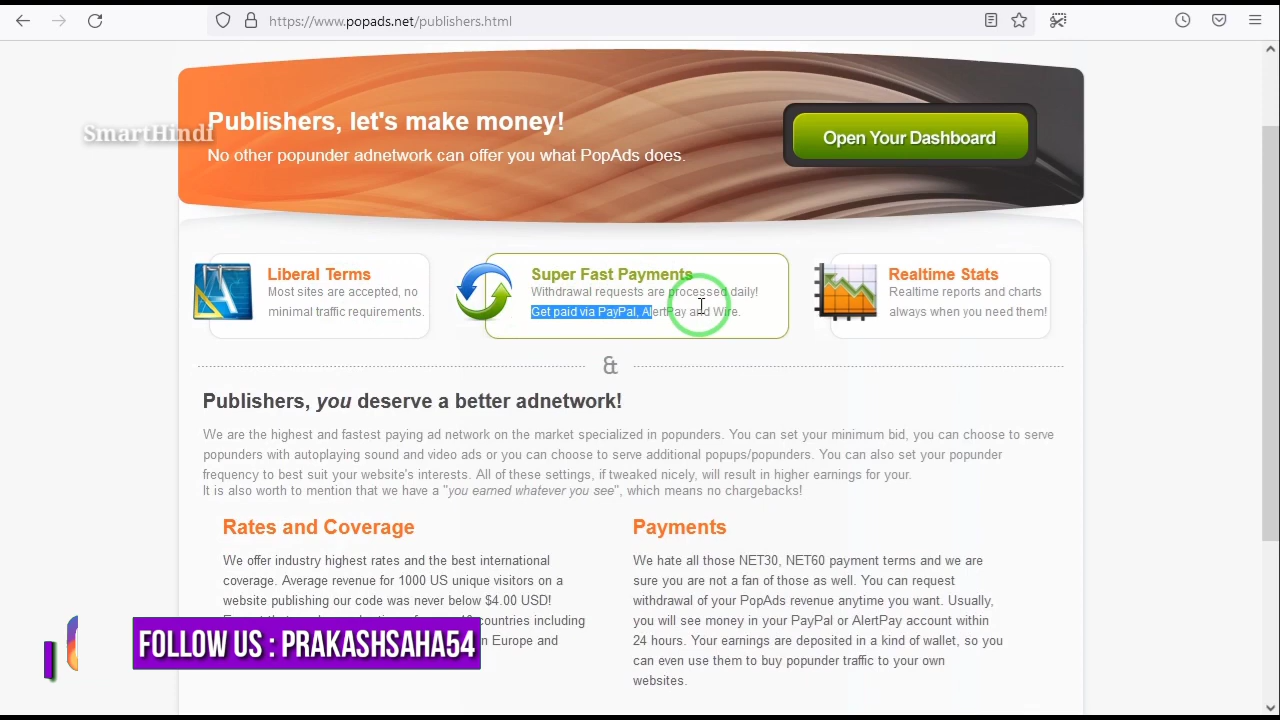 https://www.popads.net/publishers.html
SmartHindi
Publishers, let's make money!
No other popunder adnetwork can offer you what PopAds does.
Open Your Dashboard
Liberal Terms
Most sites are accepted, no
minimal traffic requirements.
Super Fast Payments
Withdrawal requests are processed daily!
Get paid via PayPal, AlertPay and Wire.
Realtime Stats
Realtime reports and charts
always when you need them!
&
Publishers, you deserve a better adnetwork!
We are the highest and fastest paying ad network on the market specialized in popunders. You can set your minimum bid, you can choose to serve
popunders with autoplaying sound and video ads or you can choose to serve additional popups/popunders. You can also set your popunder
frequency to best suit your website's interests. All of these settings, if tweaked nicely, will result in higher earnings for your.
It is also worth to mention that we have a "you earned whatever you see", which means no chargebacks!
Rates and Coverage
We offer industry highest rates and the best international
coverage. Average revenue for 1000 US unique visitors on a
website publishing our code was never below $4.00 USD!
countries including
Europe and
Payments
We hate all those NET30, NET60 payment terms and we are
sure you are not a fan of those as well. You can request
withdrawal of your PopAds revenue anytime you want. Usually,
you will see money in your PayPal or AlertPay account within
24 hours. Your earnings are deposited in a kind of wallet, so you
can even use them to buy popunder traffic to your own
websites.
FOLLOW US : PRAKASHSAHA54